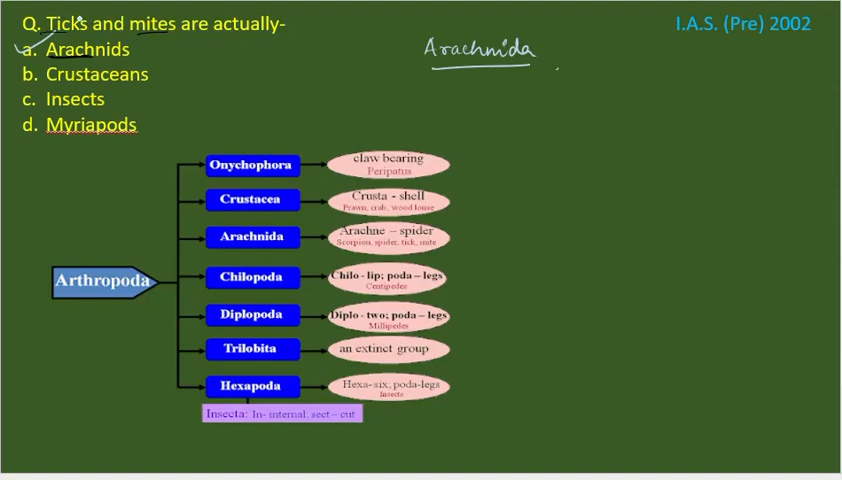 Q. Ticks and mites are actually-
I.A.S. (Pre) 2002
a. Arachnids
Arachnida
b. Crustaceans
c. Insects
d. Myriapods
Onychophora
claw bearing
Peripatus
Crustacea
Crusta - shell
Prawn, crab, wood louse
Arachnida
Arachne – spider
Scorpion, spider, tick, mite
Arthropoda
Chilopoda
Chilo - lip; poda – legs
Centipedes
Diplopoda
Diplo - two; poda – legs
Millipedes
Trilobita
an extinct group
Hexapoda
Hexa-six; poda-legs
Insects
Insecta: In- internal; sect – cut